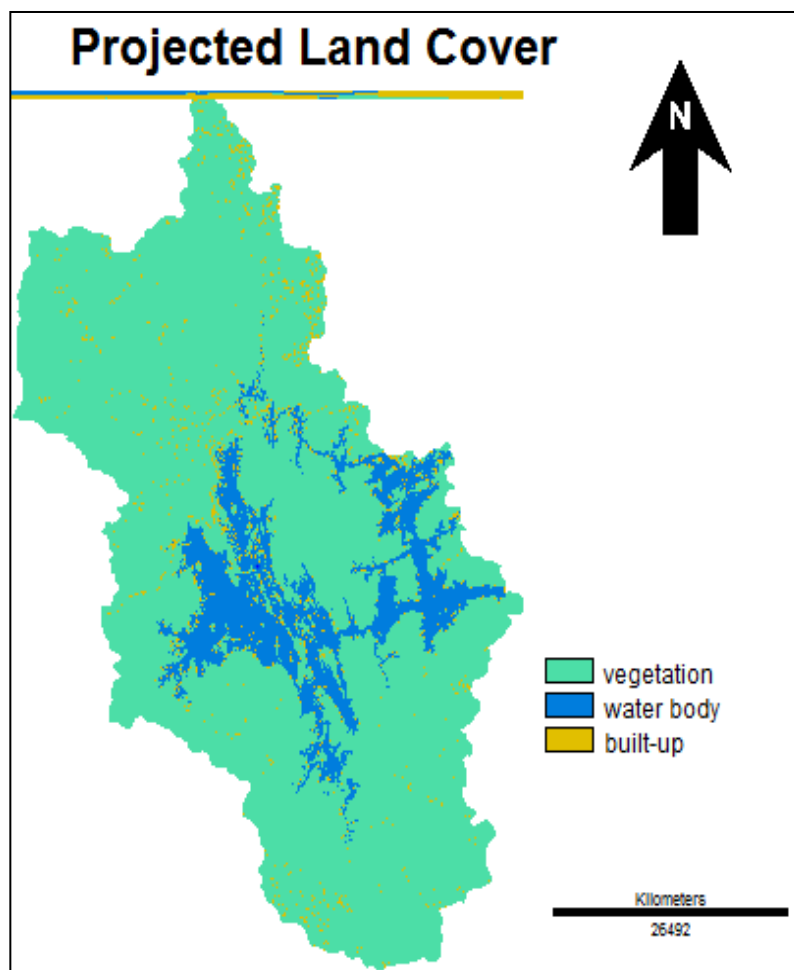 Projected Land Cover
N
vegetation
water body
built-up
Kilometers
26492